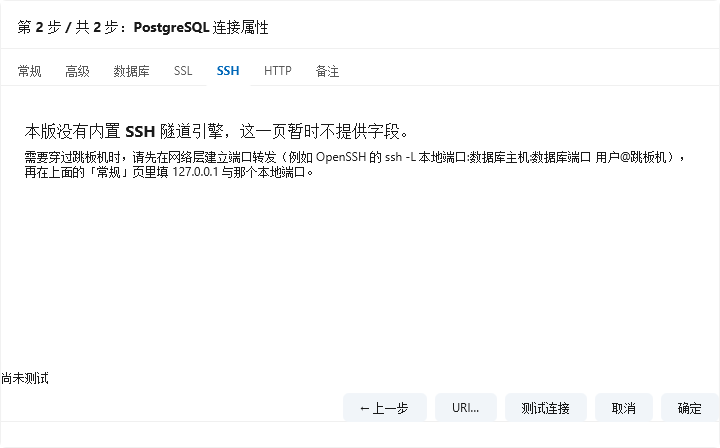 第 2 步 / 共 2 步：PostgreSQL 连接属性
常规 高级 数据库 SSL SSH HTTP 备注
本版没有内置 SSH 隧道引擎，这一页暂时不提供字段。
需要穿过跳板机时，请先在网络层建立端口转发（例如 OpenSSH 的 ssh -L 本地端口:数据库主机:数据库端口 用户@跳板机），
再在上面的「常规」页里填 127.0.0.1 与那个本地端口。
尚未测试
←上一步 URI... 测试连接 取消 确定